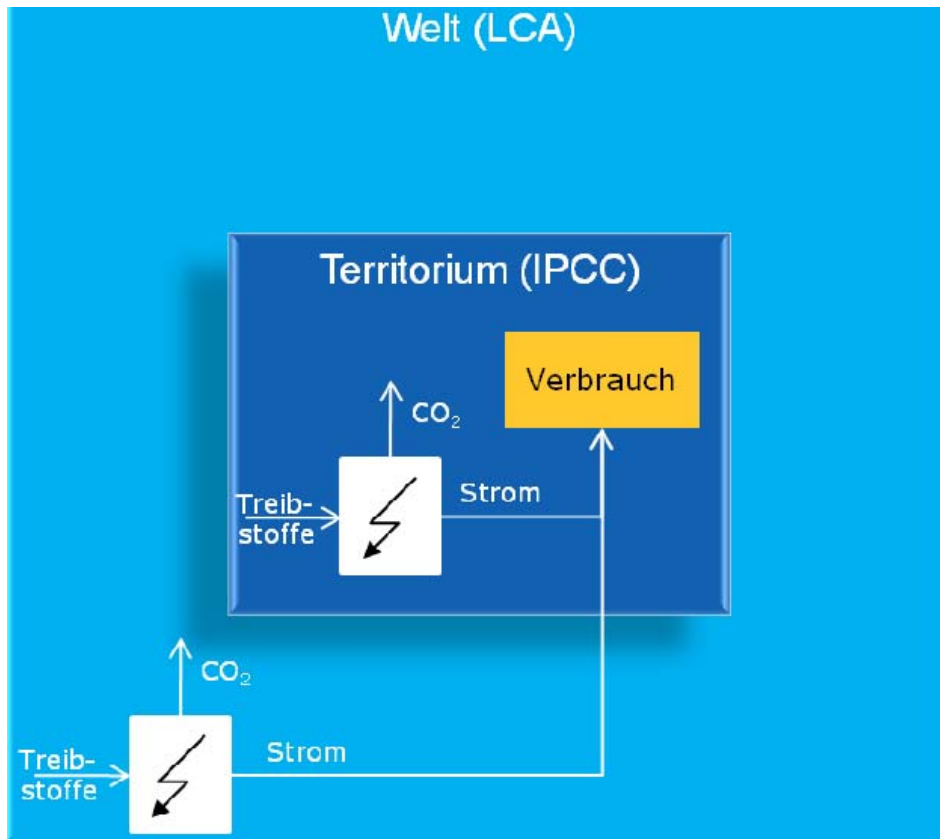 Welt (LCA)
Territorium (IPCC)
Verbrauch
CO₂
Strom
Treib-
stoffe
CO₂
Strom
Treib-
stoffe